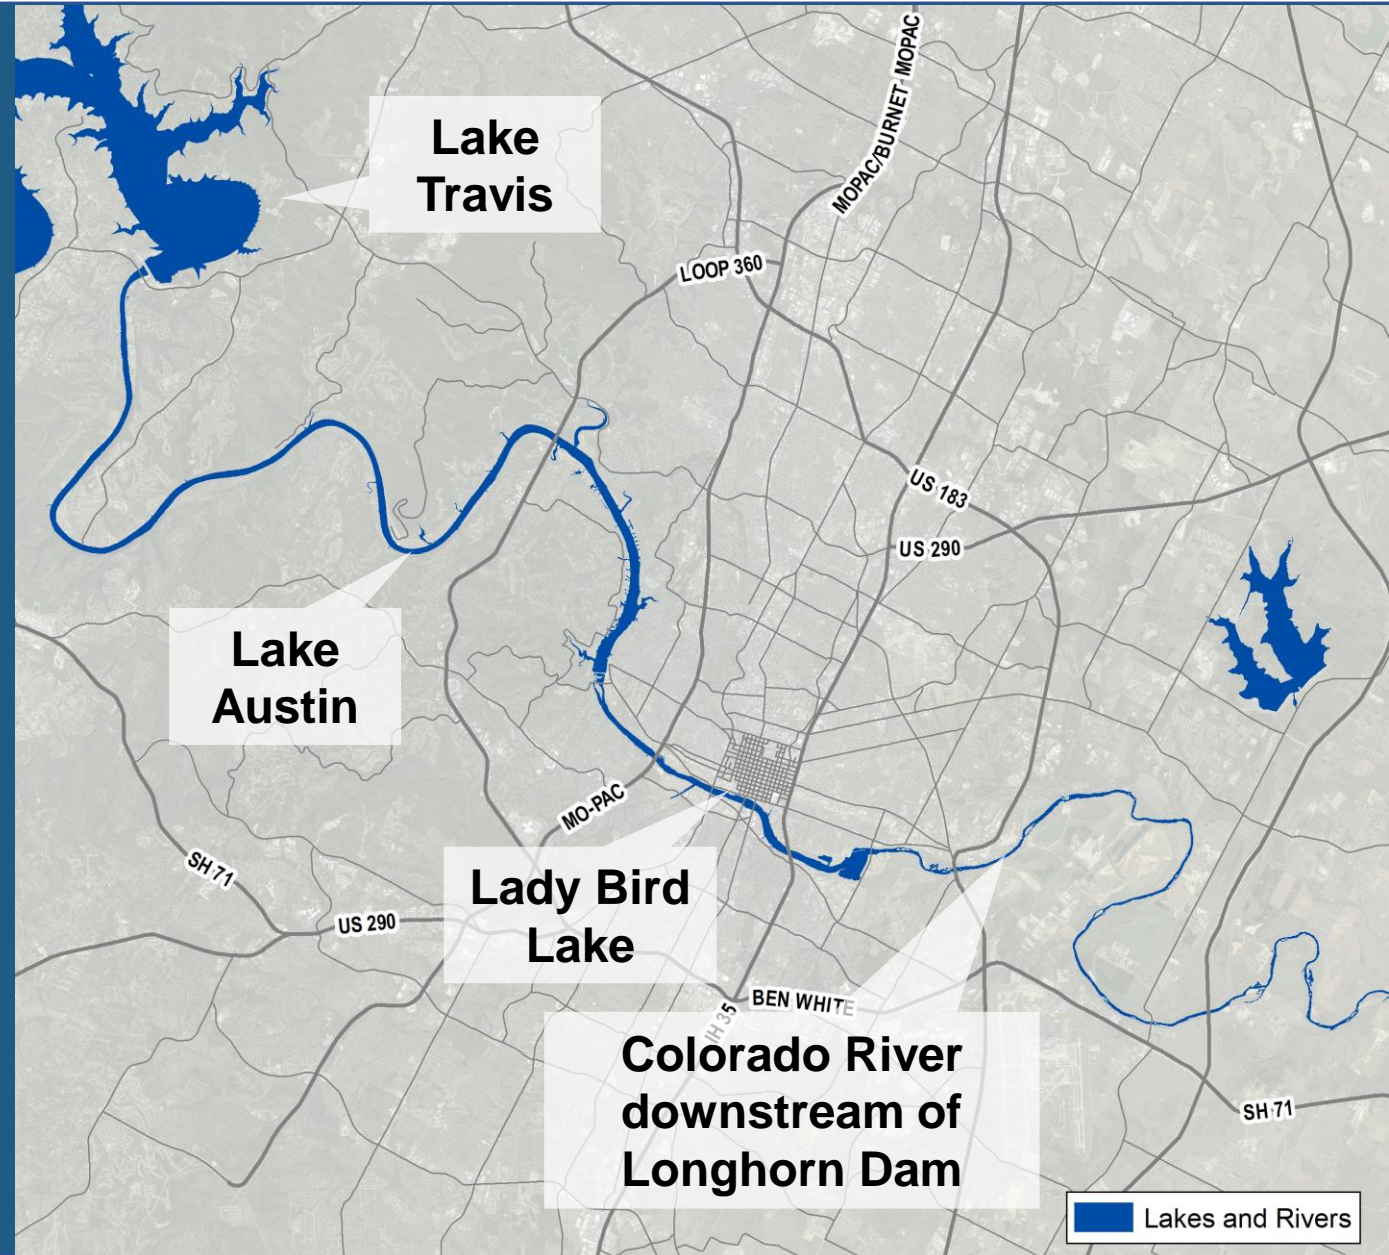 MOPAC/BURNET MOPAC
Lake
Travis
LOOP 360
US 183
US 290
Lake
Austin
MO-PAC
SH 71
US 290
Lady Bird
Lake
BEN WHITE
IH 35
Colorado River
downstream of
Longhorn Dam
SH 71
Lakes and Rivers